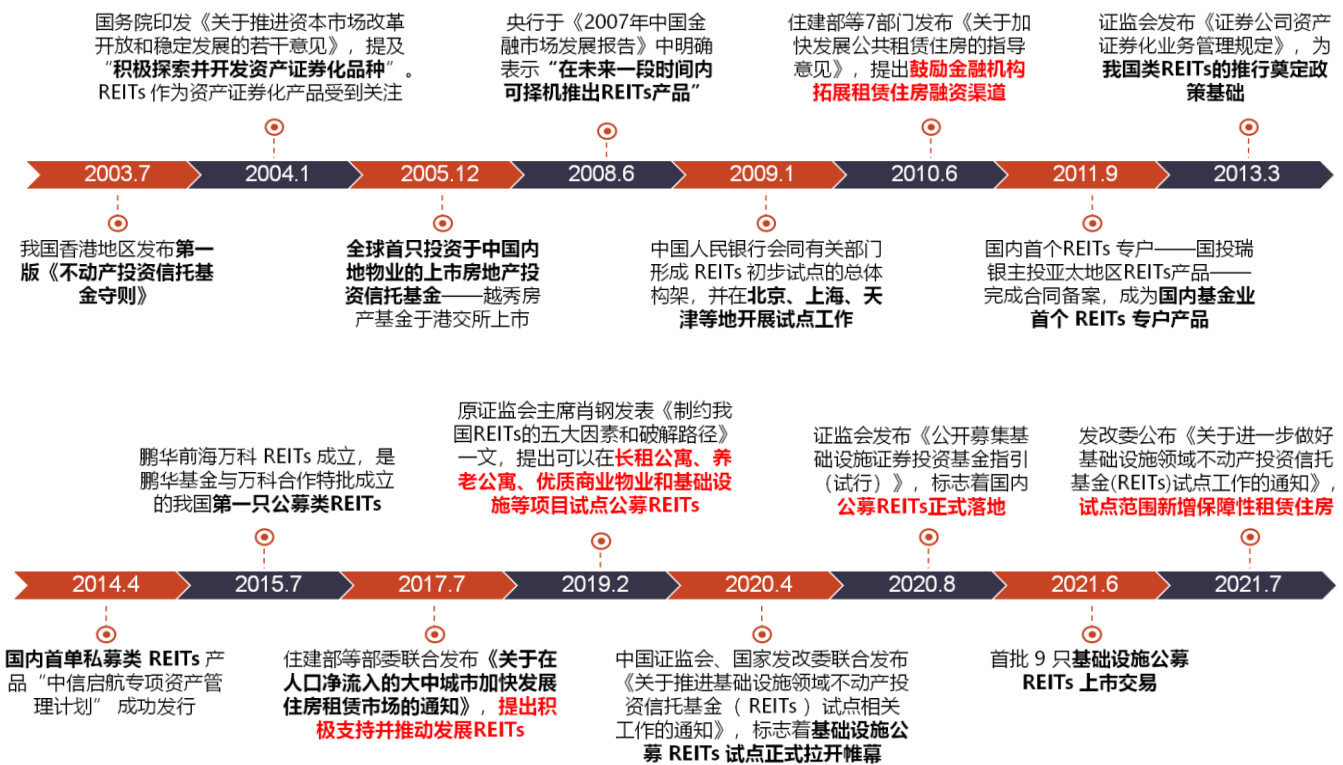 国务院印发《关于推进资本市场改革
开放和稳定发展的若干意见》，提及
“积极探索并开发资产证券化品种”。
REITs 作为资产证券化产品受到关注
央行于《2007年中国金
融市场发展报告》中明确
表示“在未来一段时间内
可择机推出REITs产品”
住建部等7部门发布《关于加
快发展公共租赁住房的指导
意见》，提出鼓励金融机构
拓展租赁住房融资渠道
证监会发布《证券公司资产
证券化业务管理规定》，为
我国类REITs的推行奠定政
策基础
2003.7
2004.1
2005.12
2008.6
2009.1
2010.6
2011.9
2013.3
我国香港地区发布第一
版《不动产投资信托基
金守则》
全球首只投资于中国内
地物业的上市房地产投
资信托基金——越秀房
产基金于港交所上市
中国人民银行会同有关部门
形成 REITs 初步试点的总体
构架，并在北京、上海、天
津等地开展试点工作
国内首个REITs 专户——国投瑞
银主投亚太地区REITs产品——
完成合同备案，成为国内基金业
首个 REITs 专户产品
鹏华前海万科 REITs 成立，是
鹏华基金与万科合作特批成立
的我国第一只公募类REITs
原证监会主席肖钢发表《制约我
国REITs的五大因素和破解路径》
一文，提出可以在长租公寓、养
老公寓、优质商业物业和基础设
施等项目试点公募REITs
证监会发布《公开募集基
础设施证券投资基金指引
（试行）》，标志着国内
公募REITs正式落地
发改委公布《关于进一步做好
基础设施领域不动产投资信托
基金(REITs)试点工作的通知》，
试点范围新增保障性租赁住房
2014.4
2015.7
2017.7
2019.2
2020.4
2020.8
2021.6
2021.7
国内首单私募类 REITs 产
品“中信启航专项资产管
理计划” 成功发行
住建部等部委联合发布《关于在
人口净流入的大中城市加快发展
住房租赁市场的通知》，提出积
极支持并推动发展REITs
中国证监会、国家发改委联合发布
《关于推进基础设施领域不动产投
资信托基金（ REITs ）试点相关
工作的通知》，标志着基础设施公
募 REITs 试点正式拉开帷幕
首批 9 只基础设施公募
REITs 上市交易